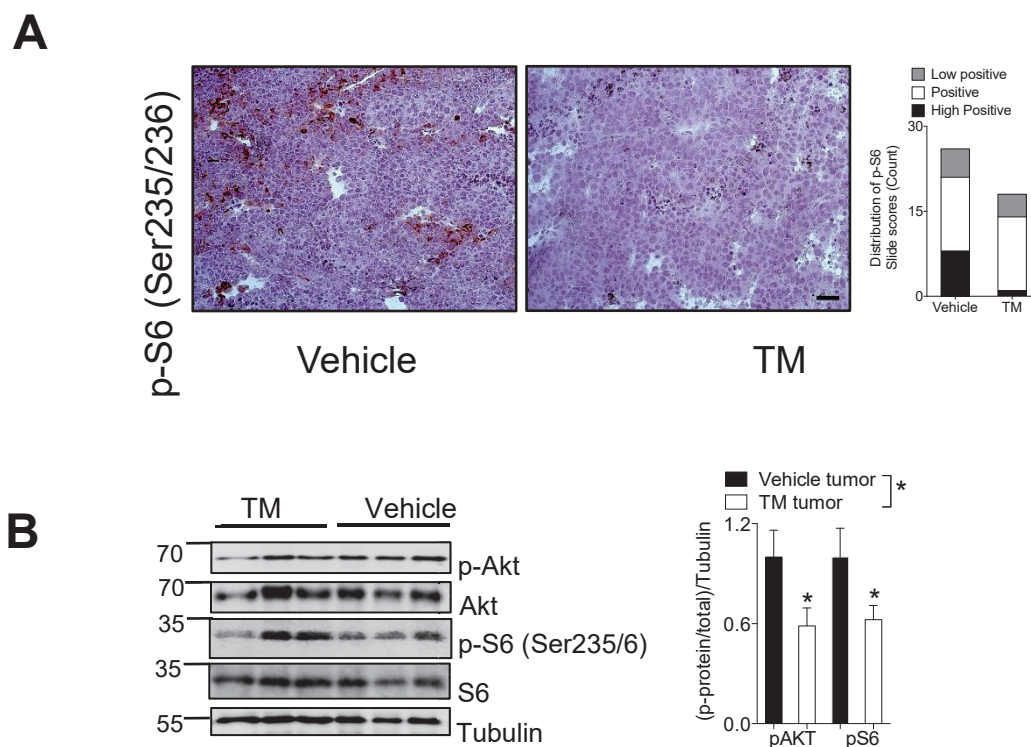 A
p-S6 (Ser235/236)
Vehicle
TM
Low positive
Positive
High Positive
Distribution of p-S6
Slide scores (Count)
30
15
0
Vehicle TM
B
TM Vehicle
70 p-Akt
70 Akt
35 p-S6 (Ser235/6)
35 S6
55 Tubulin
Vehicle tumor
TM tumor
*
(p-protein/total)/Tubulin
1.2
0.6
0.0
* *
pAKT pS6